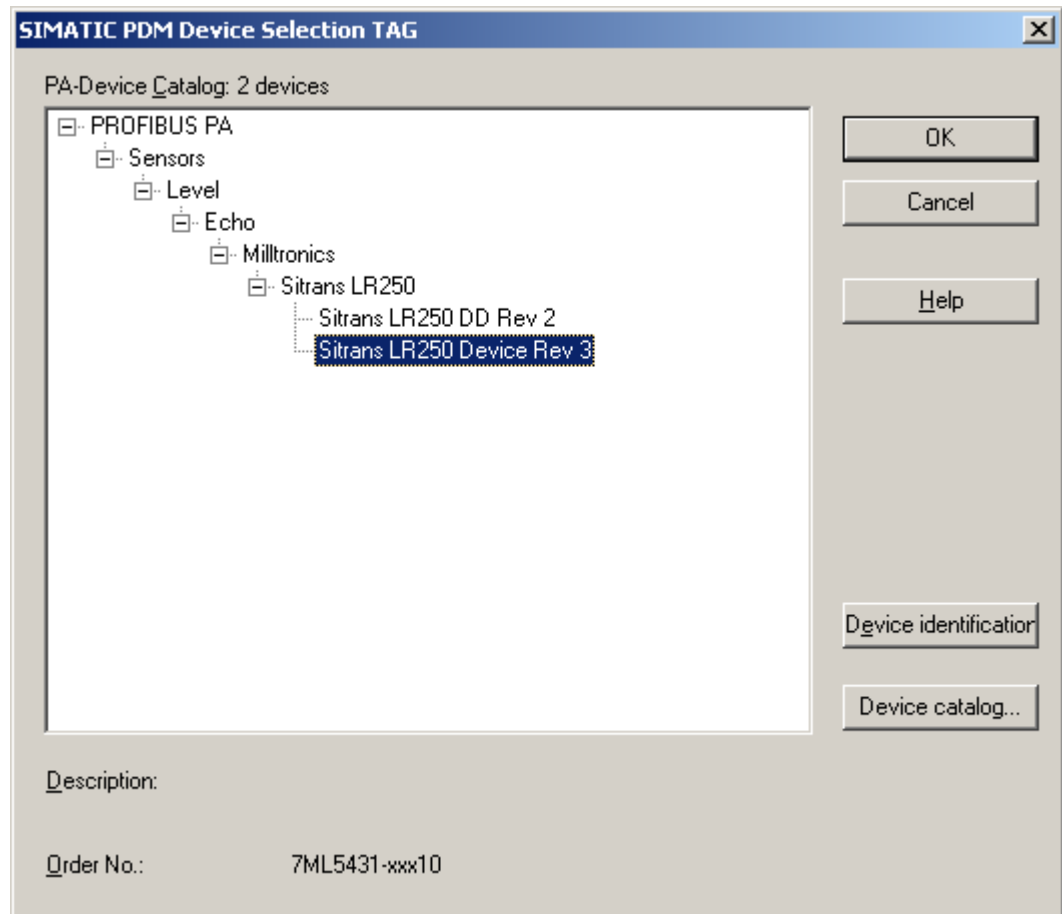 SIMATIC PDM Device Selection TAG
PA-Device Catalog: 2 devices
PROFIBUS PA
Sensors
Level
Echo
Milltronics
Sitrans LR250
Sitrans LR250 DD Rev 2
Sitrans LR250 Device Rev 3
OK
Cancel
Help
Device identification
Device catalog...
Description:
Order No.: 7ML5431-xxx10